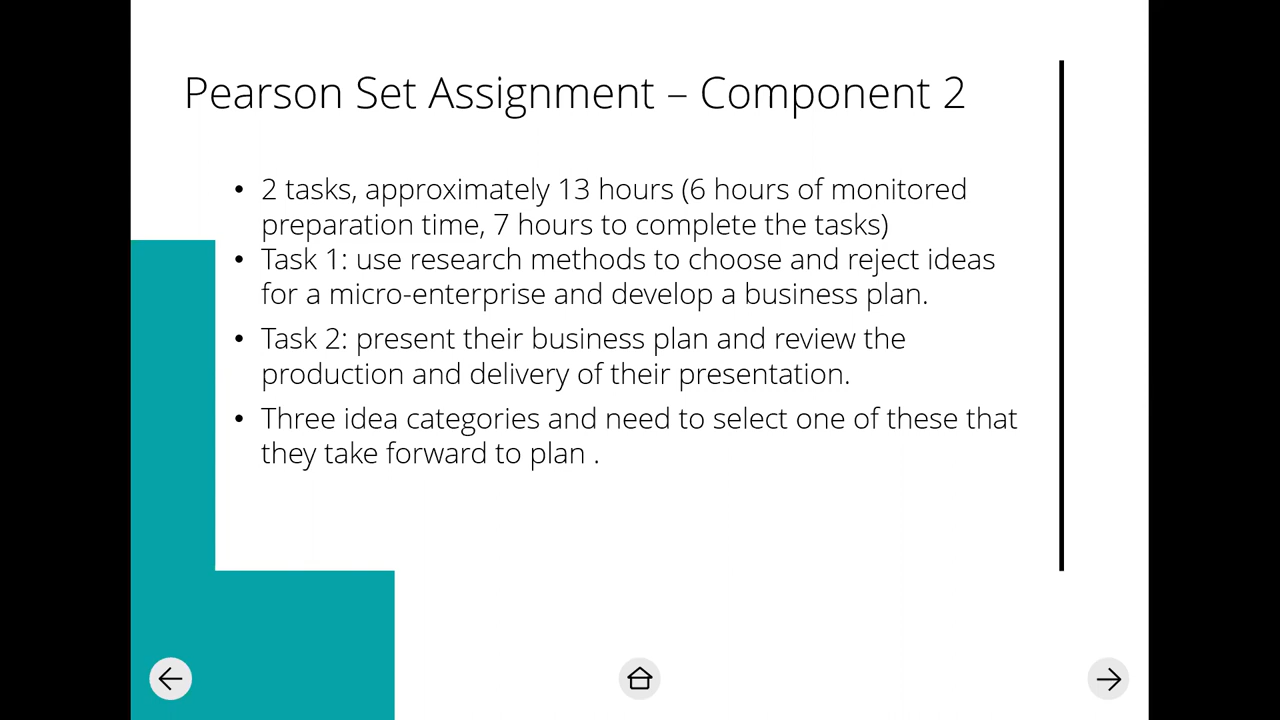 Pearson Set Assignment – Component 2
• 2 tasks, approximately 13 hours (6 hours of monitored
preparation time, 7 hours to complete the tasks)
• Task 1: use research methods to choose and reject ideas
for a micro-enterprise and develop a business plan.
• Task 2: present their business plan and review the
production and delivery of their presentation.
• Three idea categories and need to select one of these that
they take forward to plan .